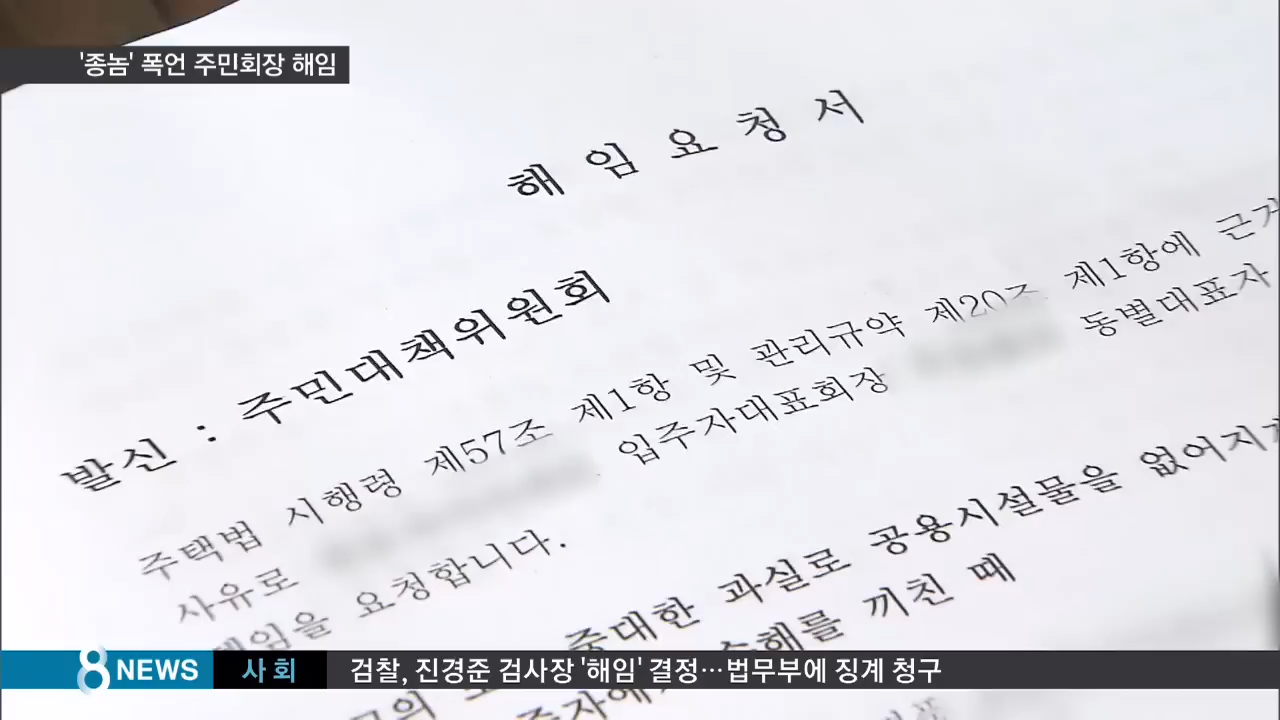 '종놈' 폭언 주민회장 해임
해 임 요 청 서
발신 : 주민대책위원회
주택법 시행령 제57조 제1항 및 관리규약 제20조 제1항에
사유로 입주자대표회장 동별대표자
해임을 요청합니다.
중대한 과실로 공용시설물을 없어지
손해를 끼친 때
8 NEWS 사 회 검찰, 진경준 검사장 '해임' 결정…법무부에 징계 청구